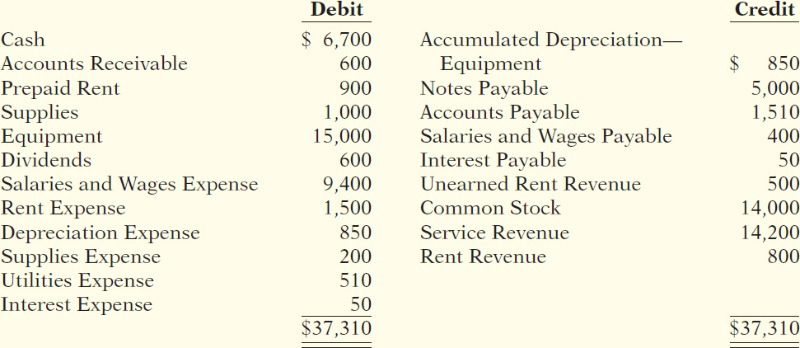 Debit Credit
Cash $ 6,700 Accumulated Depreciation—
Accounts Receivable 600 Equipment $ 850
Prepaid Rent 900 Notes Payable 5,000
Supplies 1,000 Accounts Payable 1,510
Equipment 15,000 Salaries and Wages Payable 400
Dividends 600 Interest Payable 50
Salaries and Wages Expense 9,400 Unearned Rent Revenue 500
Rent Expense 1,500 Common Stock 14,000
Depreciation Expense 850 Service Revenue 14,200
Supplies Expense 200 Rent Revenue 800
Utilities Expense 510
Interest Expense 50
$37,310 $37,310